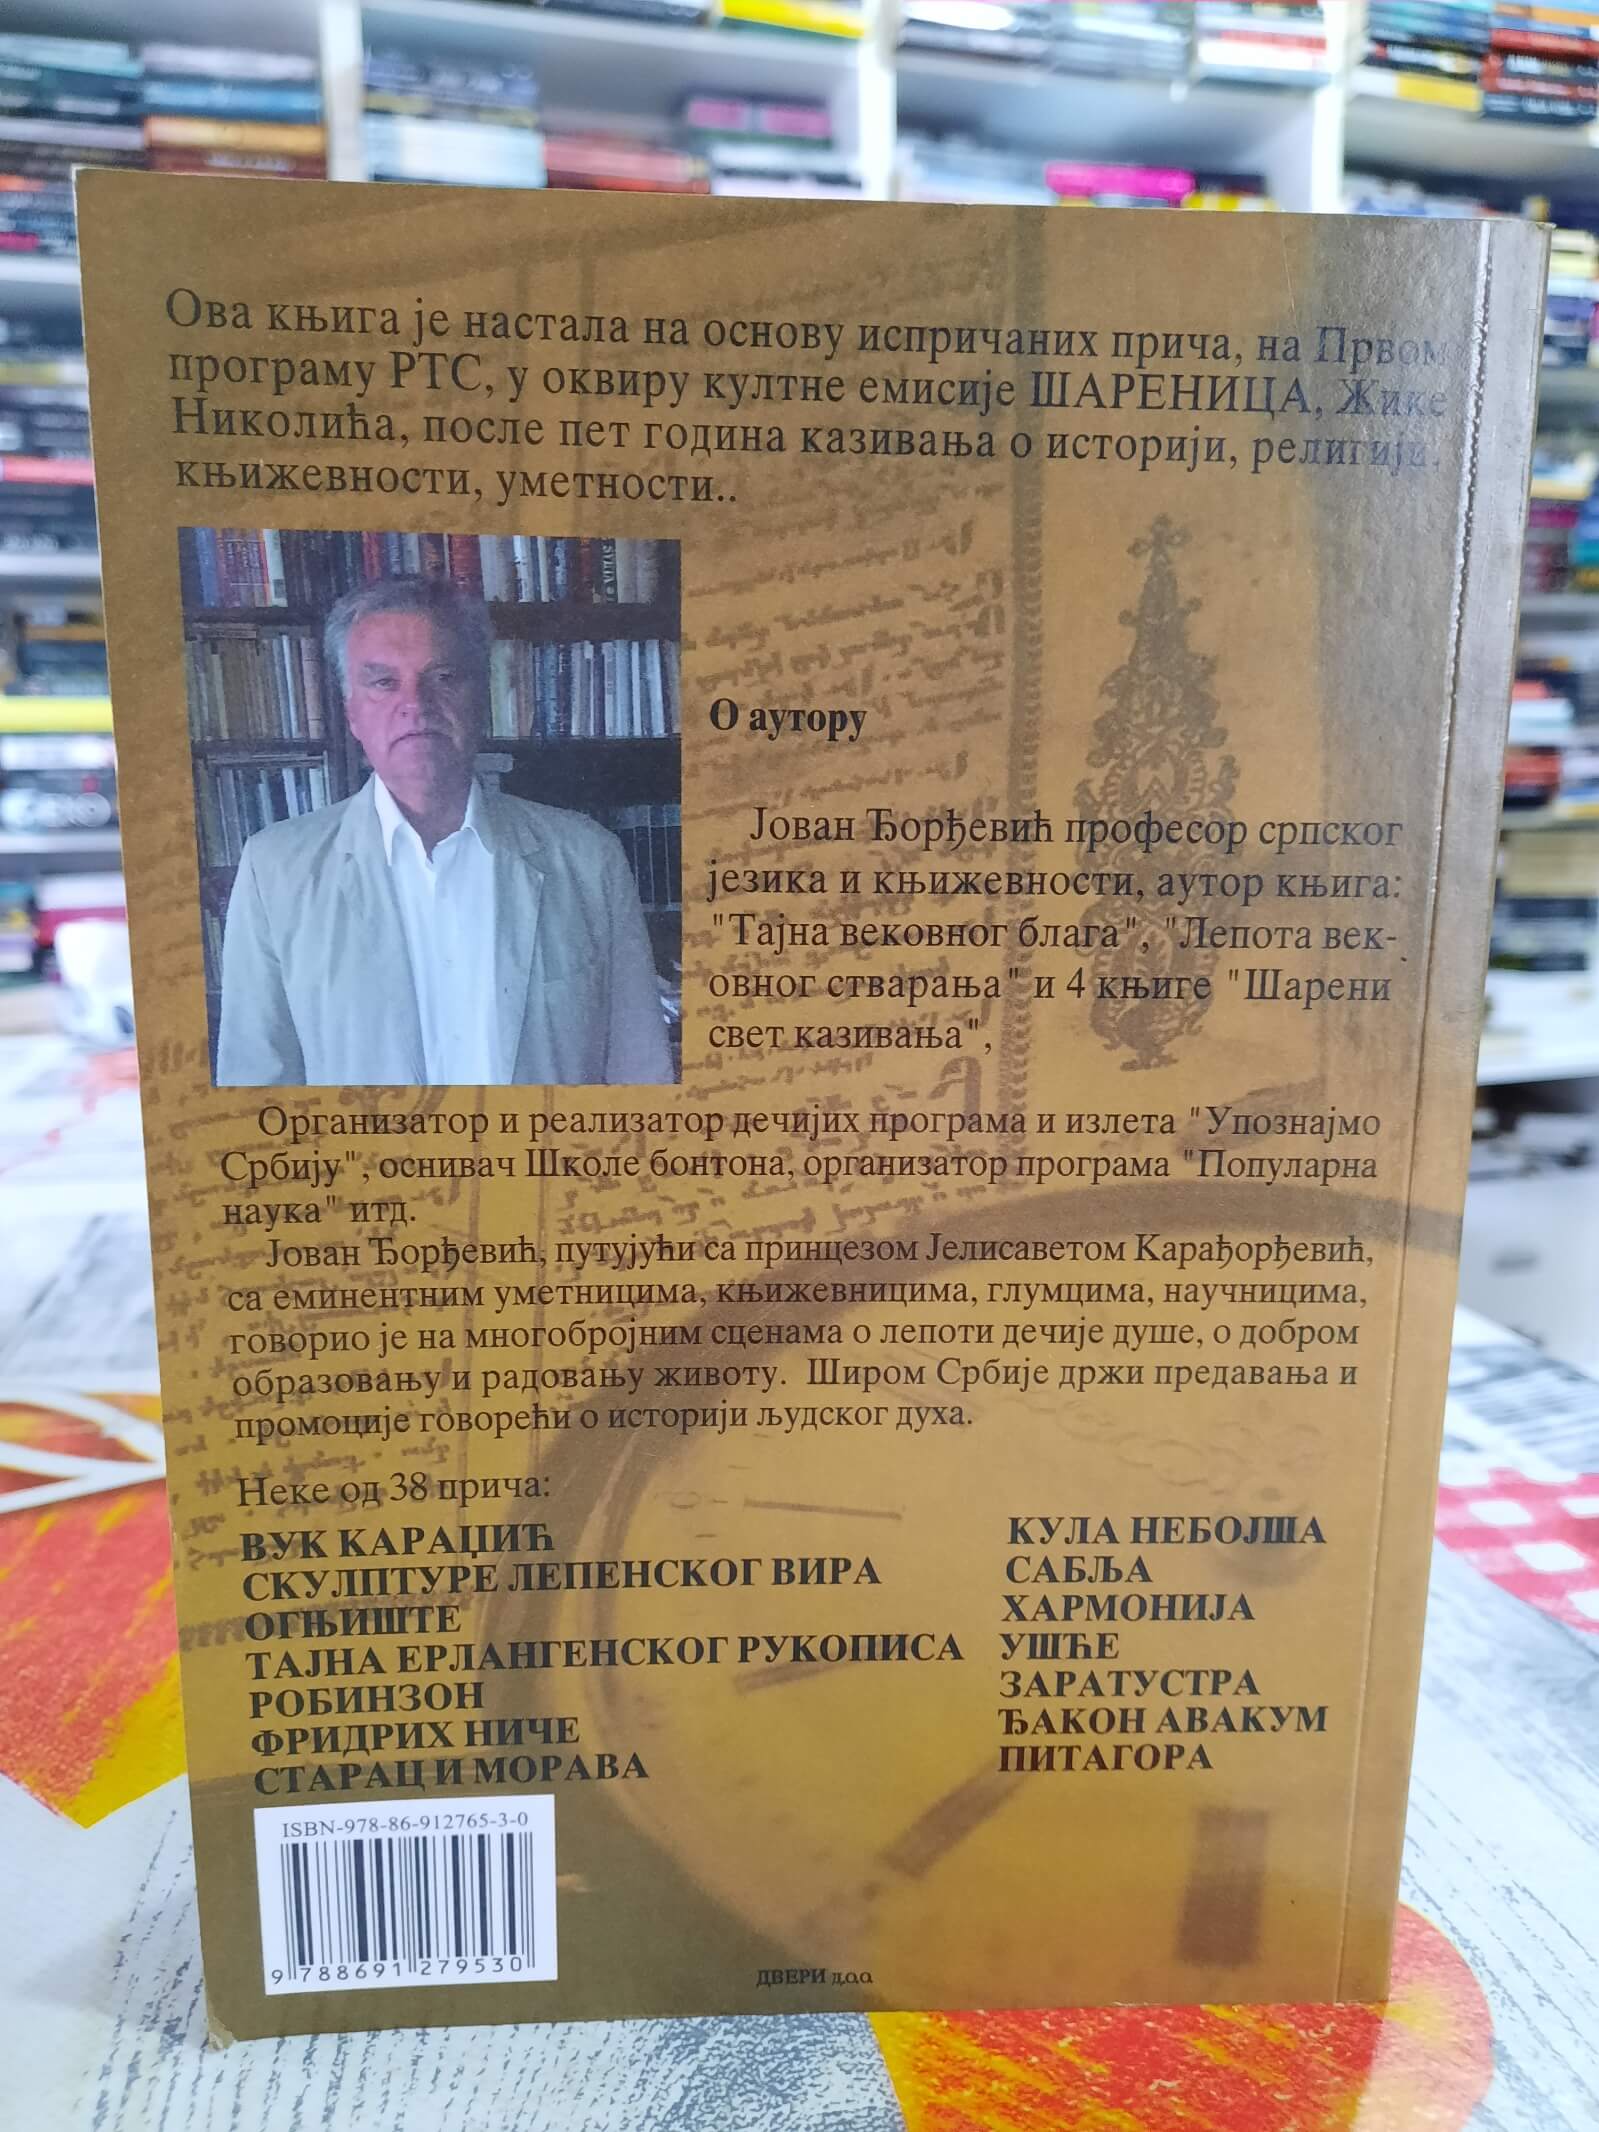 Ова књига је настала на основу испричаних прича, на Првом
програму РТС, у оквиру култне емисије ШАРЕНИЦА, Жике
Николића, после пет година казивања о историји, религији,
књижевности, уметности..
О аутору
Јован Ђорђевић професор српског
језика и књижевности, аутор књига:
"Тајна вековног блага", "Лепота век-
овног стварања" и 4 књиге "Шарени
свет казивања",
Организатор и реализатор дечијих програма и излета "Упознајмо
Србију", оснивач Школе бонтона, организатор програма "Популарна
наука" итд.
Јован Ђорђевић, путујући са принцезом Јелисаветом Карађорђевић,
са еминентним уметницима, књижевницима, глумцима, научницима,
говорио је на многобројним сценама о лепоти дечије душе, о добром
образовању и радовању животу. Широм Србије држи предавања и
промоције говорећи о историји људског духа.
Неке од 38 прича:
ВУК КАРАЏИЋ
СКУЛПТУРЕ ЛЕПЕНСКОГ ВИРА
ОГЊИШТЕ
ТАЈНА ЕРЛАНГЕНСКОГ РУКОПИСА
РОБИНЗОН
ФРИДРИХ НИЧЕ
СТАРАЦ И МОРАВА
КУЛА НЕБОЈША
САБЉА
ХАРМОНИЈА
УШЋЕ
ЗАРАТУСТРА
ЂАКОН АВАКУМ
ПИТАГОРА
ISBN-978-86-912765-3-0
9 788691 279530
ДВЕРИ д.о.о